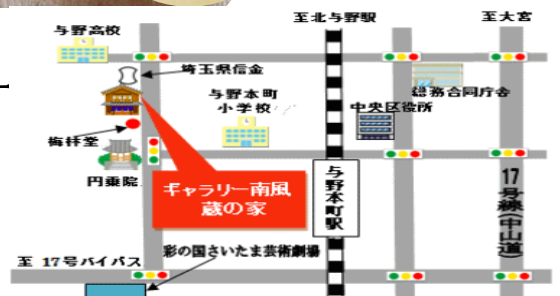 至北与野駅
至大宮
与野高校
埼玉県信金
与野本町
小学校
総務合同庁舎
中央区役所
梅林堂
円乗院
ギャラリー南風
蔵の家
与野本町駅
17号線(中山道)
彩の国さいたま芸術劇場
至 17号バイパス